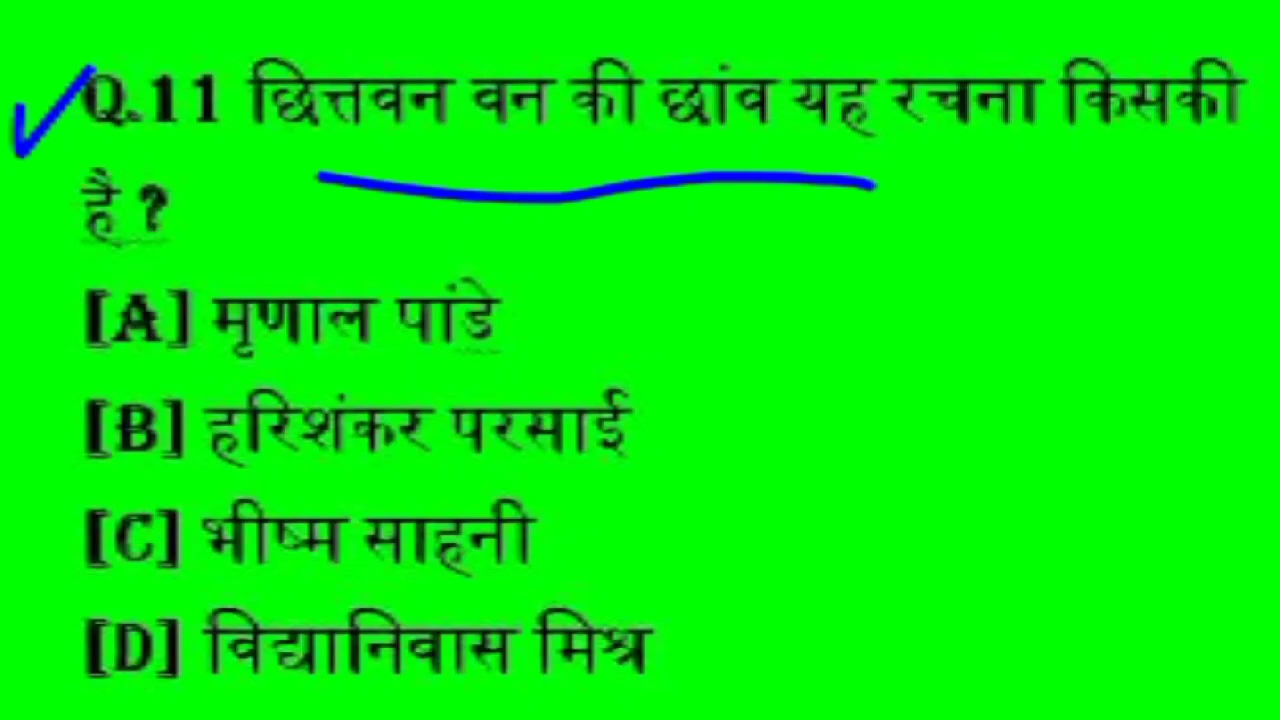 Q.11 छित्तवन वन की छांव यह रचना किसकी
है ?
[A] मृणाल पांडे
[B] हरिशंकर परसाई
[C] भीष्म साहनी
[D] विद्यानिवास मिश्र